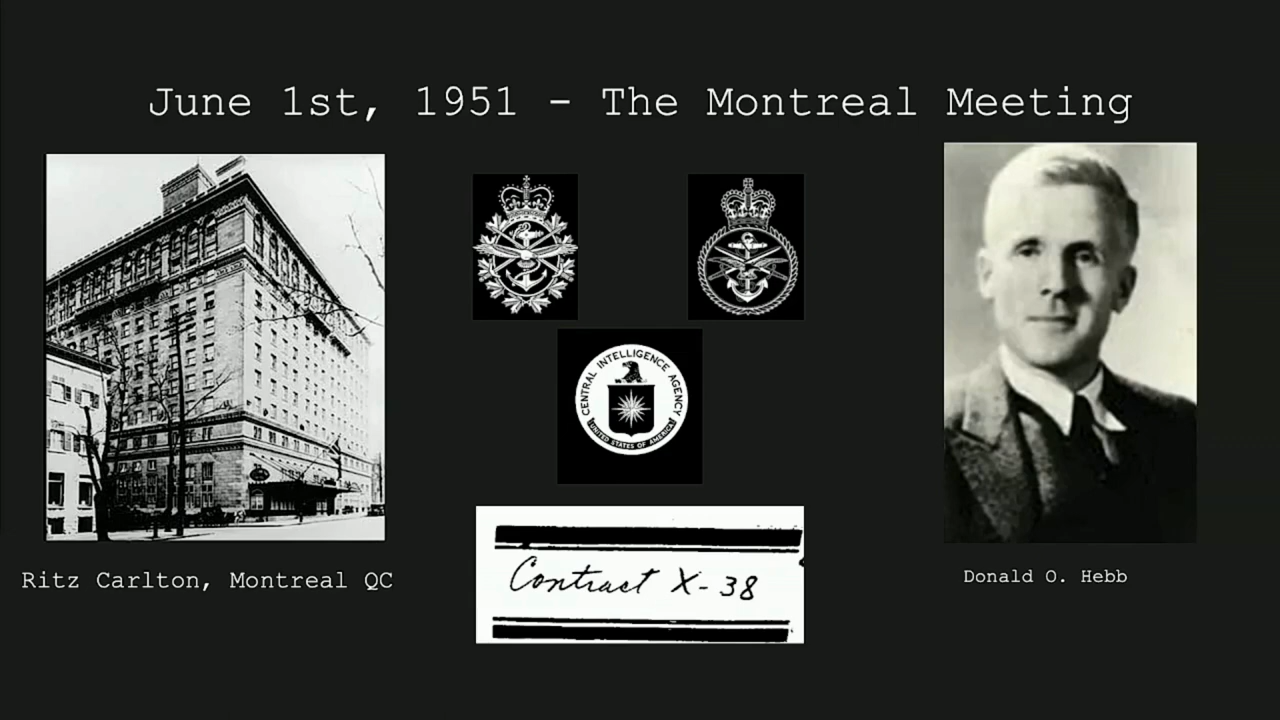 June 1st, 1951 - The Montreal Meeting
CENTRAL INTELLIGENCE AGENCY
UNITED STATES OF AMERICA
Contract X-38
Ritz Carlton, Montreal QC
Donald O. Hebb